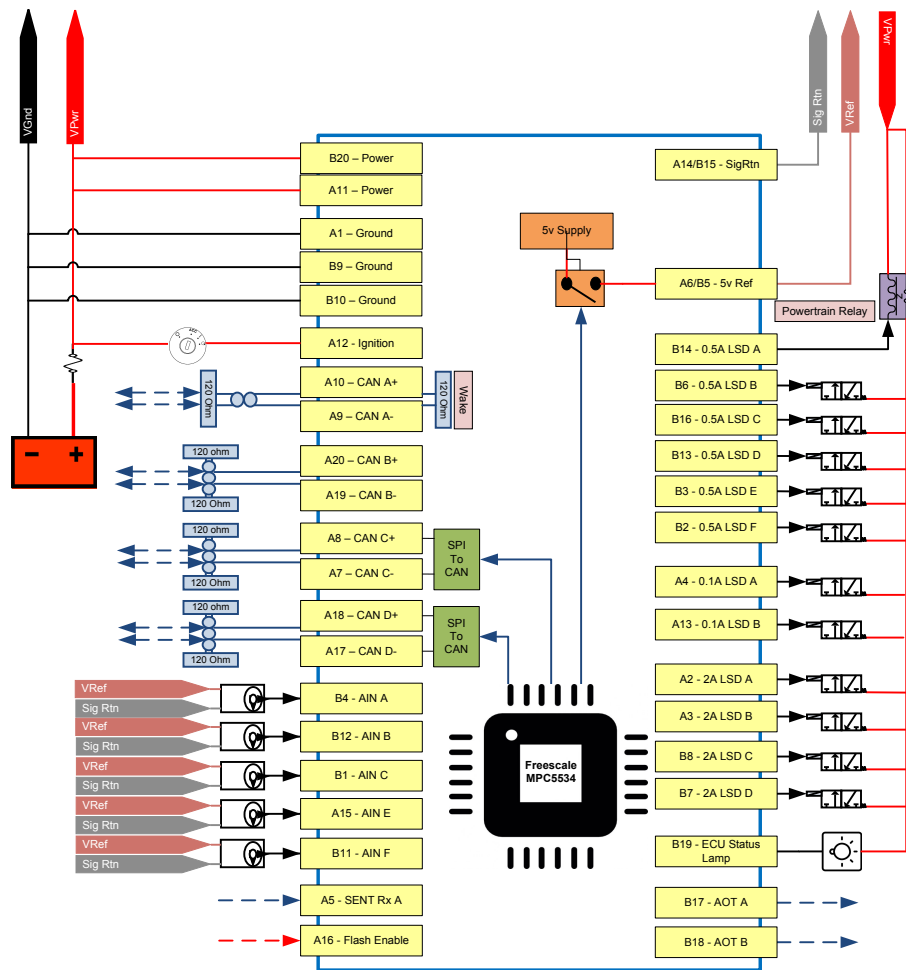 VGnd
VPwr
Sig Rtn
VRef
VPwr
B20 – Power
A11 – Power
A1 – Ground
B9 – Ground
B10 – Ground
A12 - Ignition
A10 – CAN A+
A9 – CAN A-
A20 – CAN B+
A19 – CAN B-
A8 – CAN C+
A7 – CAN C-
A18 – CAN D+
A17 – CAN D-
B4 - AIN A
B12 - AIN B
B1 - AIN C
A15 - AIN E
B11 - AIN F
A5 - SENT Rx A
A16 - Flash Enable
120 Ohm
120 Ohm
Wake
120 ohm
120 Ohm
120 ohm
120 Ohm
120 ohm
120 Ohm
SPI
To
CAN
SPI
To
CAN
VRef
Sig Rtn
VRef
Sig Rtn
VRef
Sig Rtn
VRef
Sig Rtn
VRef
Sig Rtn
5v Supply
Freescale
MPC5534
A14/B15 - SigRtn
A6/B5 - 5v Ref
Powertrain Relay
B14 - 0.5A LSD A
B6 - 0.5A LSD B
B16 - 0.5A LSD C
B13 - 0.5A LSD D
B3 - 0.5A LSD E
B2 - 0.5A LSD F
A4 - 0.1A LSD A
A13 - 0.1A LSD B
A2 - 2A LSD A
A3 - 2A LSD B
B8 - 2A LSD C
B7 - 2A LSD D
B19 - ECU Status
Lamp
B17 - AOT A
B18 - AOT B